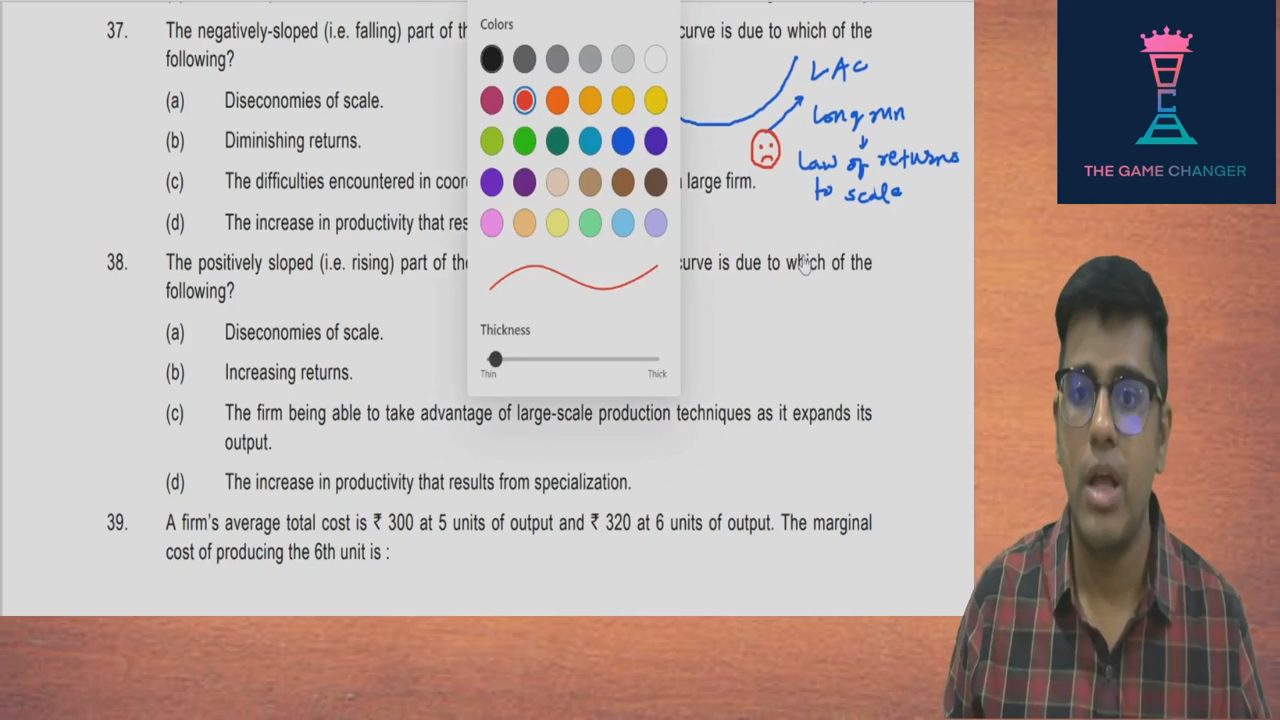 37. The negatively-sloped (i.e. falling) part of th curve is due to which of the
following?
(a) Diseconomies of scale.
(b) Diminishing returns.
(c) The difficulties encountered in coor large firm.
(d) The increase in productivity that res
38. The positively sloped (i.e. rising) part of the curve is due to which of the
following?
(a) Diseconomies of scale.
(b) Increasing returns.
(c) The firm being able to take advantage of large-scale production techniques as it expands its
output.
(d) The increase in productivity that results from specialization.
39. A firm's average total cost is ₹ 300 at 5 units of output and ₹ 320 at 6 units of output. The marginal
cost of producing the 6th unit is :
Colors
Thickness
Thin Thick
LAC
Long run
Law of returns
to scale
THE GAME CHANGER